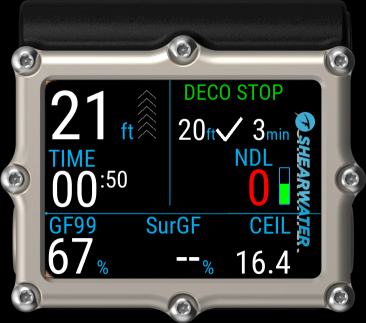 21 ft
DECO STOP
20ft 3min
TIME
00:50
NDL
0
SHEARWATER
GF99
67%
SurGF
--%
CEIL
16.4